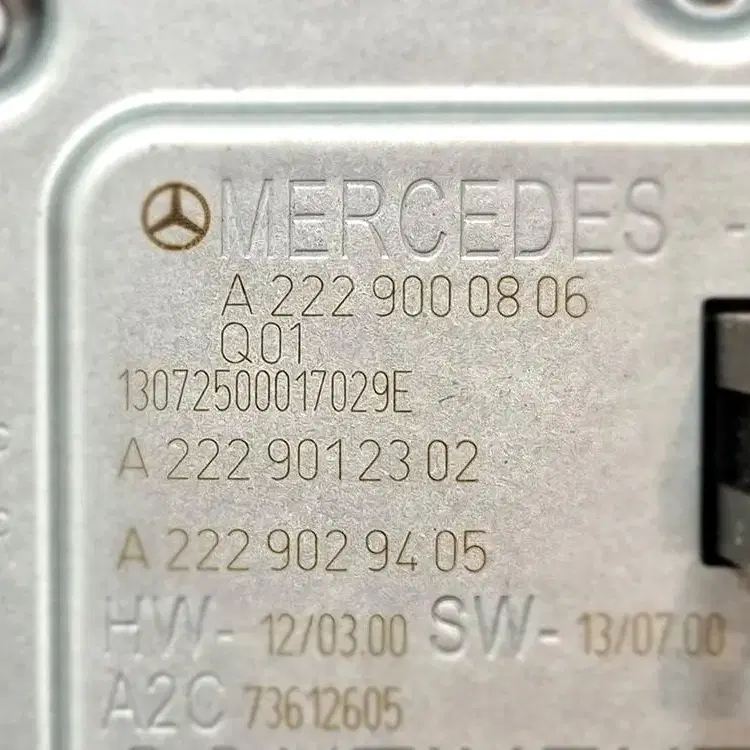 MERCEDES -
A 222 900 08 06
Q01
13072500017029E
A 222 901 23 02
A 222 902 94 05
HW- 12/03.00 SW- 13/07.00
A2C 73612605